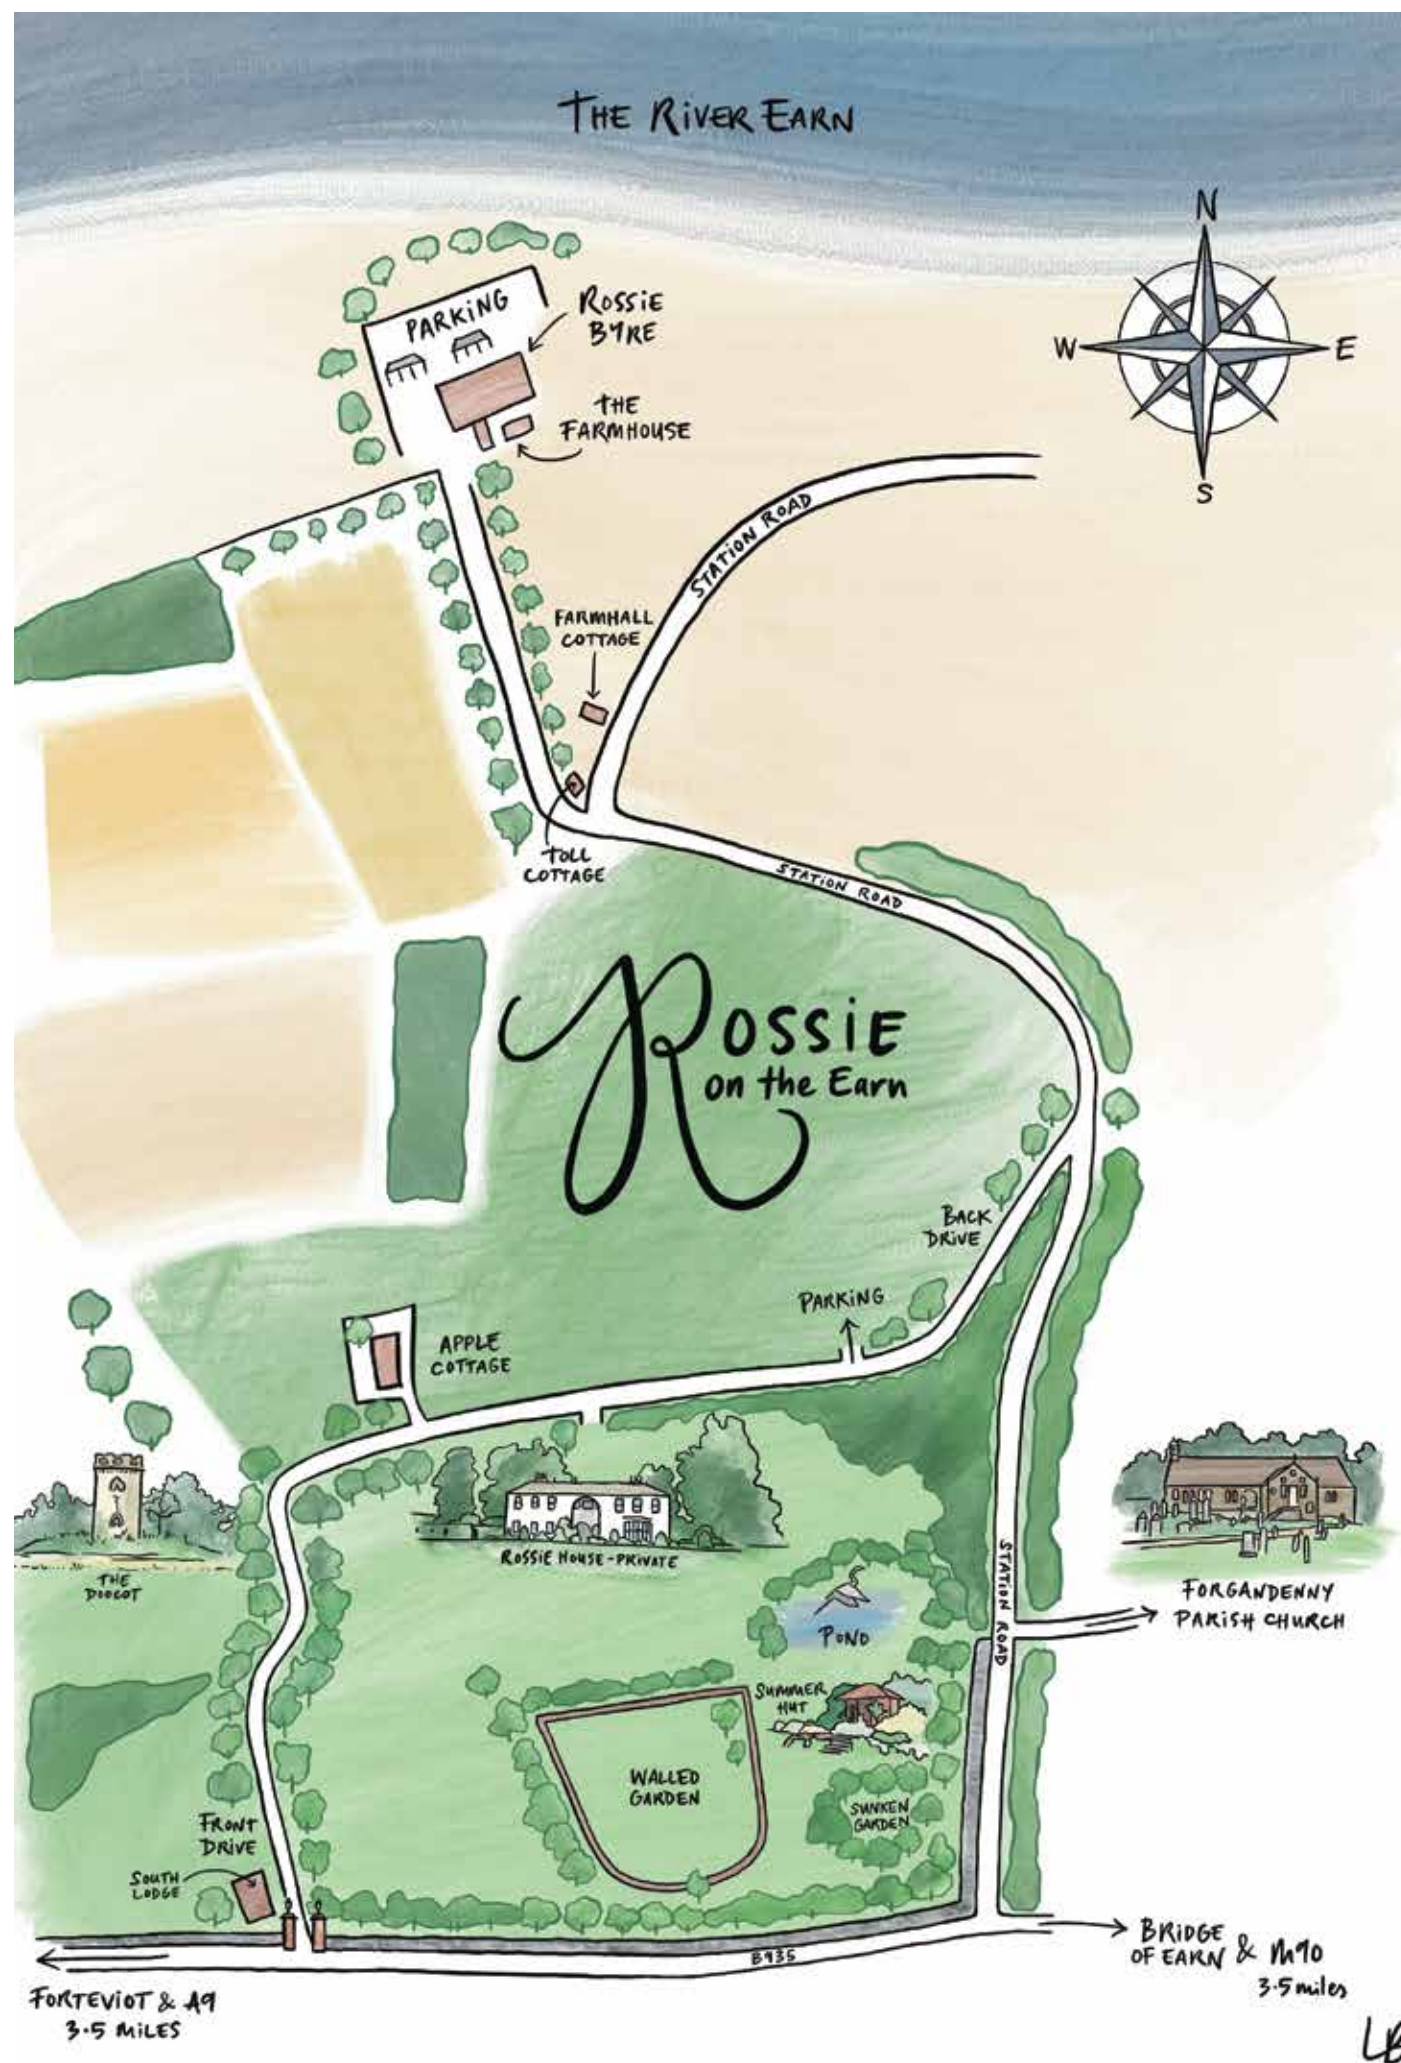 THE RIVER EARN
N
W
E
S
PARKING
ROSSIE
BYRE
THE
FARMHOUSE
STATION ROAD
FARMHALL
COTTAGE
TOLL
COTTAGE
STATION ROAD
ROSSIE
on the Earn
BACK
DRIVE
PARKING
APPLE
COTTAGE
ROSSIE HOUSE - PRIVATE
THE
DOOCOT
STATION ROAD
FORGANDENNY
PARISH CHURCH
POND
SUMMER
HUT
WALLED
GARDEN
SUNKEN
GARDEN
FRONT
DRIVE
SOUTH
LODGE
B935
BRIDGE
OF EARN & M90
3.5 miles
FORTEVIOT & A9
3.5 MILES
LB